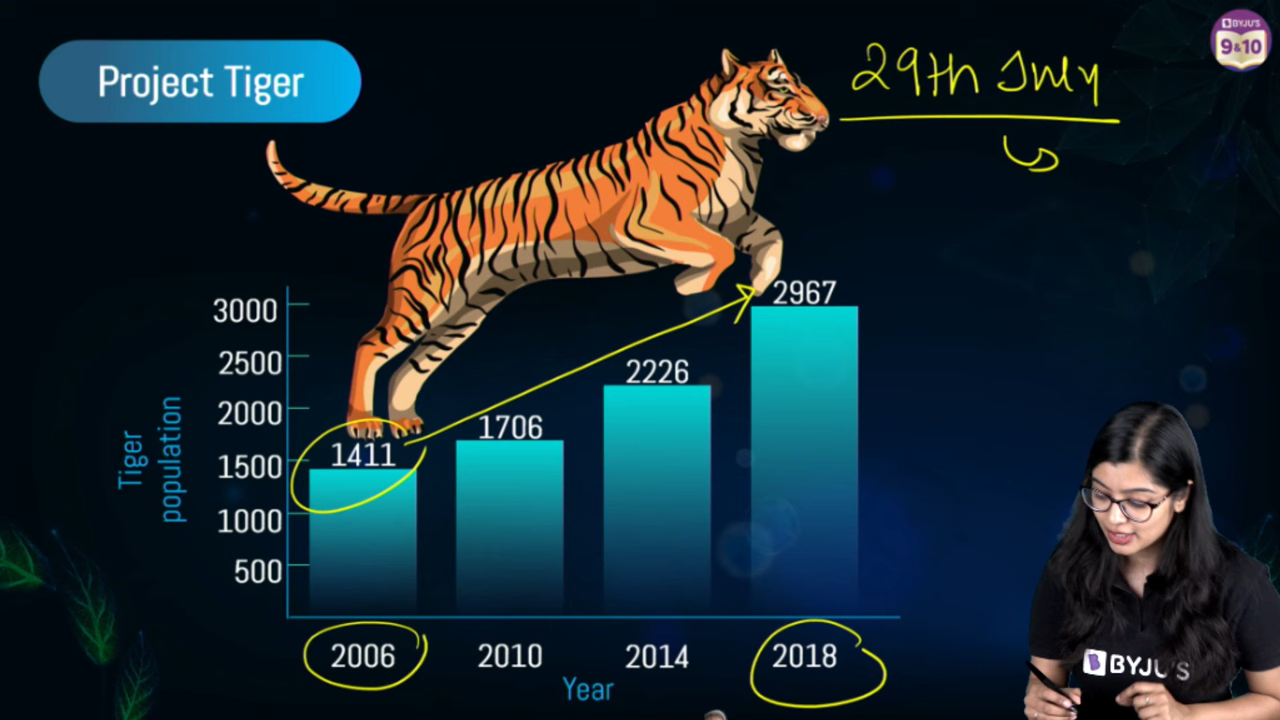 Project Tiger
29th July
BYJU'S
9&10
3000
2500
2000
1500
1000
500
Tiger
population
1411
1706
2226
2967
2006
2010
2014
2018
Year
BYJU'S